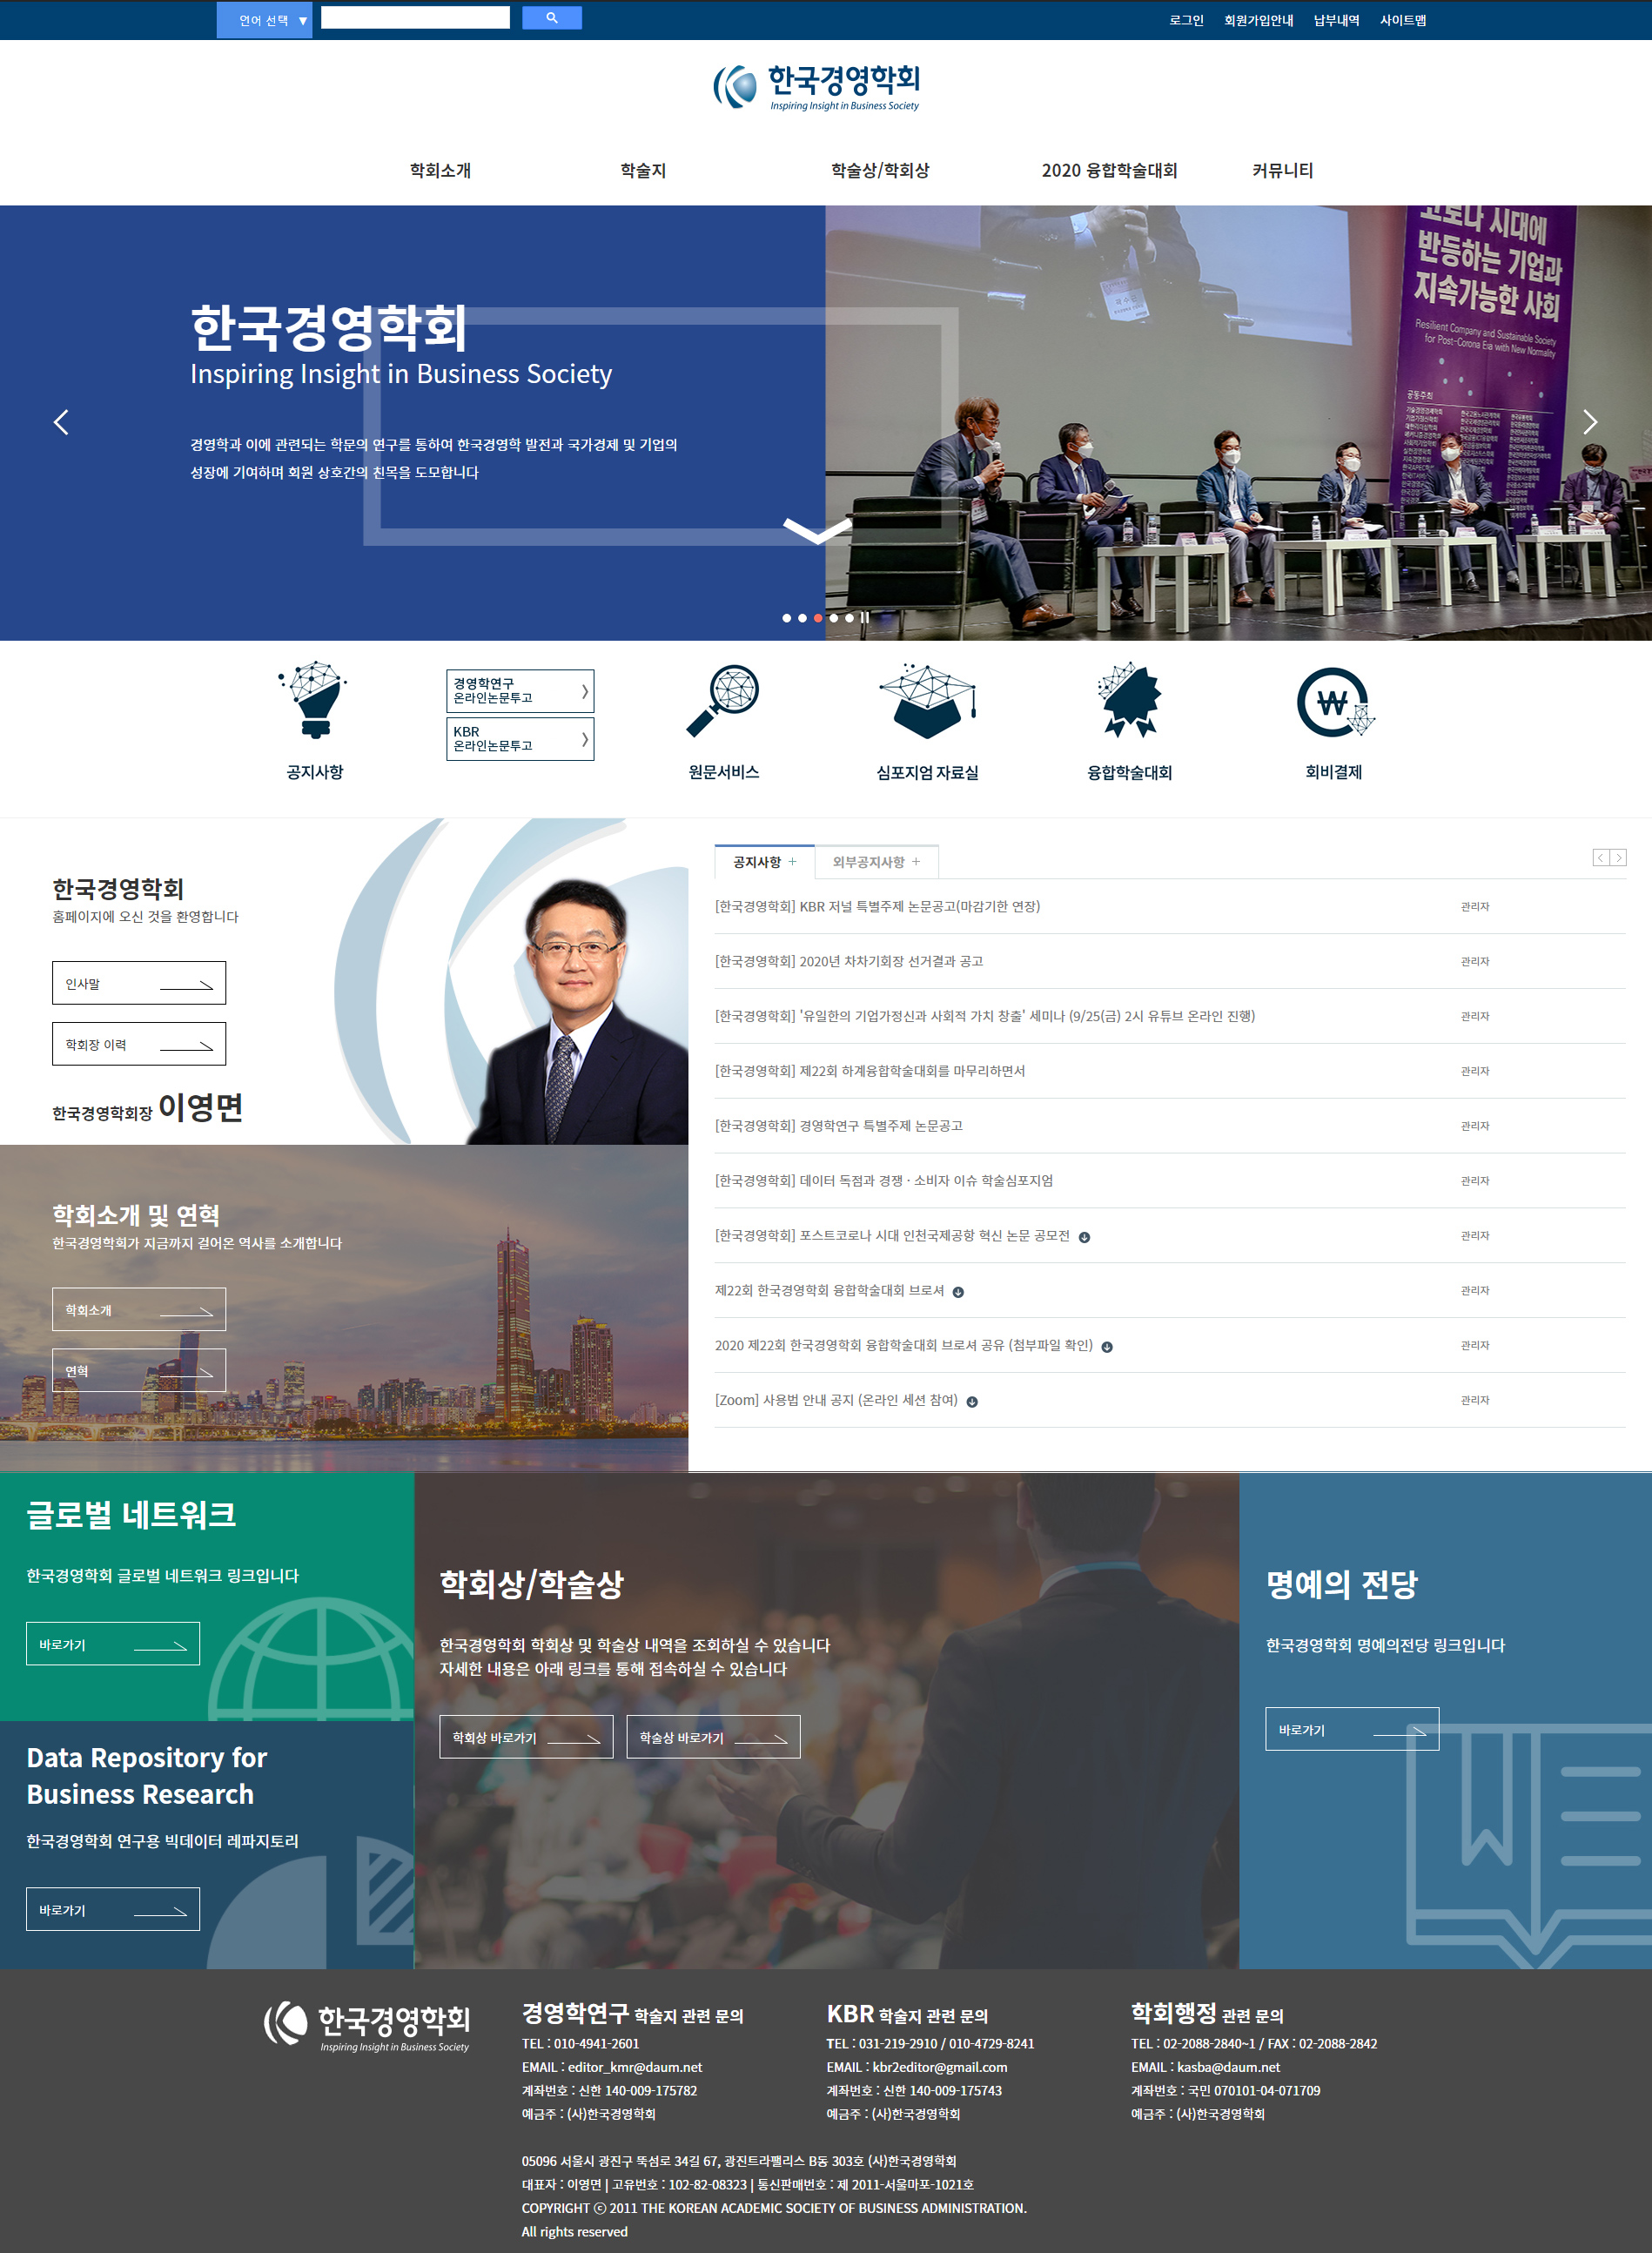 언어 선택 ▼
로그인 회원가입안내 납부내역 사이트맵
한국경영학회
Inspiring Insight in Business Society
학회소개 학술지 학술상/학회상 2020 융합학술대회 커뮤니티
한국경영학회
Inspiring Insight in Business Society
경영학과 이에 관련되는 학문의 연구를 통하여 한국경영학 발전과 국가경제 및 기업의
성장에 기여하며 회원 상호간의 친목을 도모합니다
코로나 시대에
반등하는 기업과
지속가능한 사회
Resilient Company and Sustainable Society
for Post-Corona Era with New Normality
공동주최
경영학연구
온라인논문투고
KBR
온라인논문투고
공지사항 원문서비스 심포지엄 자료실 융합학술대회 회비결제
한국경영학회
홈페이지에 오신 것을 환영합니다
인사말
학회장 이력
한국경영학회장 이영면
학회소개 및 연혁
한국경영학회가 지금까지 걸어온 역사를 소개합니다
학회소개
연혁
공지사항 + 외부공지사항 +
[한국경영학회] KBR 저널 특별주제 논문공고(마감기한 연장) 관리자
[한국경영학회] 2020년 차차기회장 선거결과 공고 관리자
[한국경영학회] '유일한의 기업가정신과 사회적 가치 창출' 세미나 (9/25(금) 2시 유튜브 온라인 진행) 관리자
[한국경영학회] 제22회 하계융합학술대회를 마무리하면서 관리자
[한국경영학회] 경영학연구 특별주제 논문공고 관리자
[한국경영학회] 데이터 독점과 경쟁 · 소비자 이슈 학술심포지엄 관리자
[한국경영학회] 포스트코로나 시대 인천국제공항 혁신 논문 공모전 관리자
제22회 한국경영학회 융합학술대회 브로셔 관리자
2020 제22회 한국경영학회 융합학술대회 브로셔 공유 (첨부파일 확인) 관리자
[Zoom] 사용법 안내 공지 (온라인 세션 참여) 관리자
글로벌 네트워크
한국경영학회 글로벌 네트워크 링크입니다
바로가기
Data Repository for
Business Research
한국경영학회 연구용 빅데이터 레파지토리
바로가기
학회상/학술상
한국경영학회 학회상 및 학술상 내역을 조회하실 수 있습니다
자세한 내용은 아래 링크를 통해 접속하실 수 있습니다
학회상 바로가기 학술상 바로가기
명예의 전당
한국경영학회 명예의전당 링크입니다
바로가기
한국경영학회
Inspiring Insight in Business Society
경영학연구 학술지 관련 문의
TEL : 010-4941-2601
EMAIL : editor_kmr@daum.net
계좌번호 : 신한 140-009-175782
예금주 : (사)한국경영학회
KBR 학술지 관련 문의
TEL : 031-219-2910 / 010-4729-8241
EMAIL : kbr2editor@gmail.com
계좌번호 : 신한 140-009-175743
예금주 : (사)한국경영학회
학회행정 관련 문의
TEL : 02-2088-2840~1 / FAX : 02-2088-2842
EMAIL : kasba@daum.net
계좌번호 : 국민 070101-04-071709
예금주 : (사)한국경영학회
05096 서울시 광진구 뚝섬로 34길 67, 광진트라팰리스 B동 303호 (사)한국경영학회
대표자 : 이영면 | 고유번호 : 102-82-08323 | 통신판매번호 : 제 2011-서울마포-1021호
COPYRIGHT ⓒ 2011 THE KOREAN ACADEMIC SOCIETY OF BUSINESS ADMINISTRATION.
All rights reserved